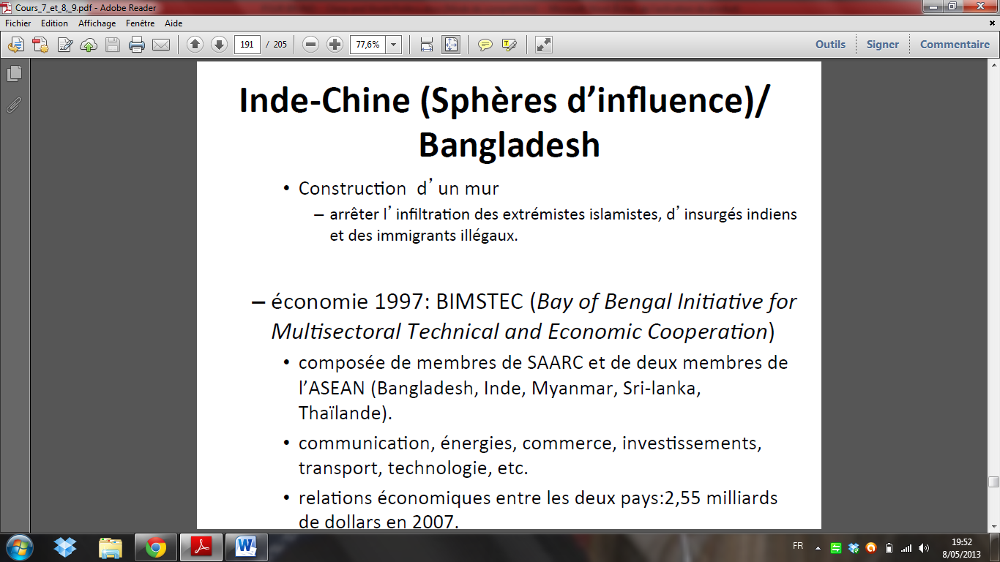 Cours_7_et_8_9.pdf - Adobe Reader
Fichier Edition Affichage Fenêtre Aide
191 / 205 77,6% Outils Signer Commentaire
Inde-Chine (Sphères d’influence)/
Bangladesh
• Construction d’ un mur
– arrêter l’ infiltration des extrémistes islamistes, d’ insurgés indiens
et des immigrants illégaux.
– économie 1997: BIMSTEC (Bay of Bengal Initiative for
Multisectoral Technical and Economic Cooperation)
• composée de membres de SAARC et de deux membres de
l’ASEAN (Bangladesh, Inde, Myanmar, Sri-lanka,
Thaïlande).
• communication, énergies, commerce, investissements,
transport, technologie, etc.
• relations économiques entre les deux pays:2,55 milliards
de dollars en 2007.
FR 19:52
8/05/2013